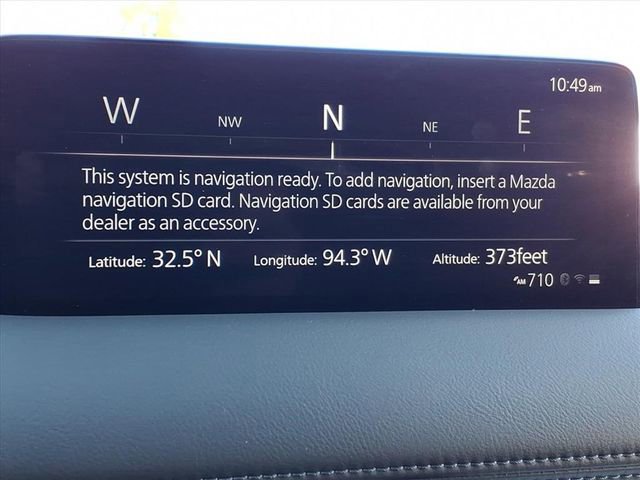 10:49am
W NW N NE E
This system is navigation ready. To add navigation, insert a Mazda
navigation SD card. Navigation SD cards are available from your
dealer as an accessory.
Latitude: 32.5° N Longitude: 94.3° W Altitude: 373feet
AM 710